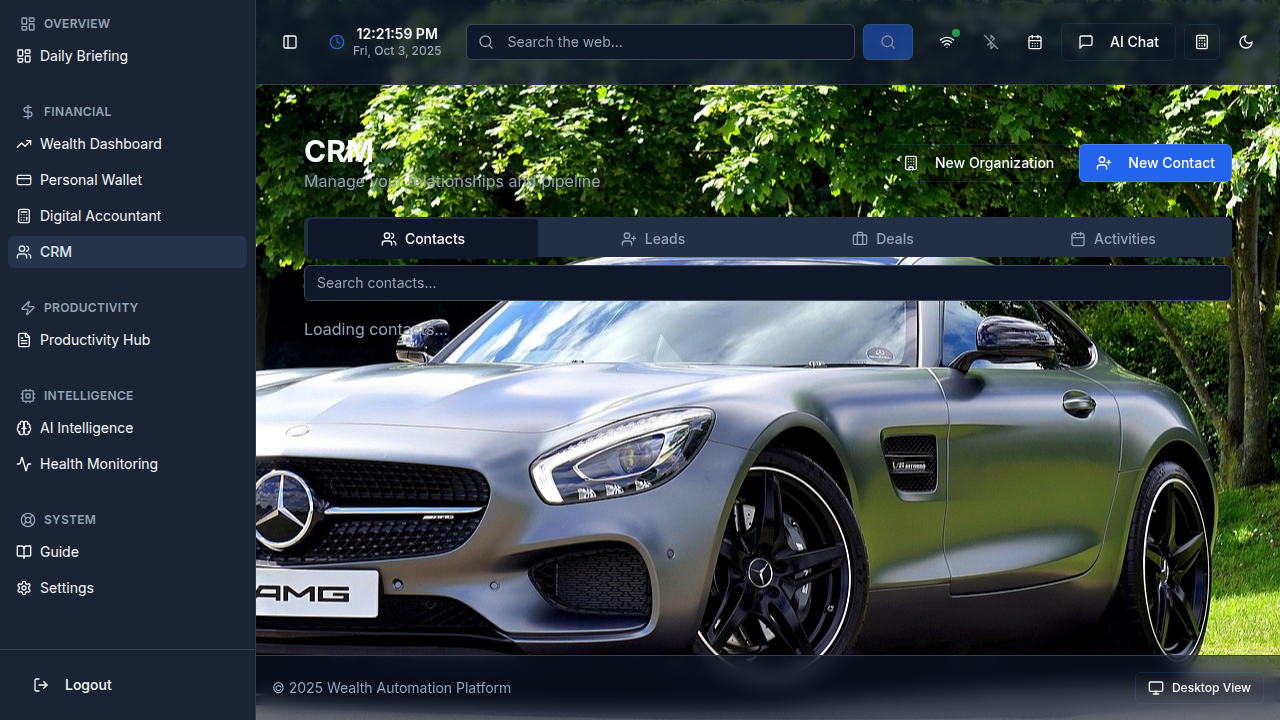 OVERVIEW
Daily Briefing
FINANCIAL
Wealth Dashboard
Personal Wallet
Digital Accountant
CRM
PRODUCTIVITY
Productivity Hub
INTELLIGENCE
AI Intelligence
Health Monitoring
SYSTEM
Guide
Settings
Logout
12:21:59 PM
Fri, Oct 3, 2025
Search the web...
AI Chat
CRM
Manage your relationships and pipeline
New Organization
New Contact
Contacts
Leads
Deals
Activities
Search contacts...
Loading contacts...
AMG
© 2025 Wealth Automation Platform
Desktop View